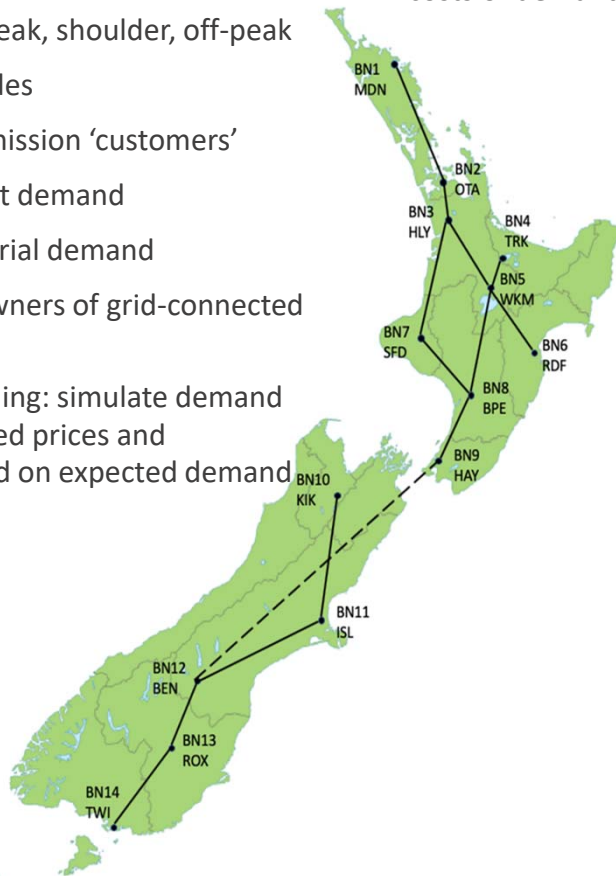 eak, shoulder, off-peak
les
mission ‘customers’
t demand
rial demand
wners of grid-connected
ing: simulate demand
ed prices and
d on expected demand
BN1
MDN
BN2
OTA
BN3
HLY
BN4
TRK
BN5
WKM
BN6
RDF
BN7
SFD
BN8
BPE
BN9
HAY
BN10
KIK
BN11
ISL
BN12
BEN
BN13
ROX
BN14
TWI